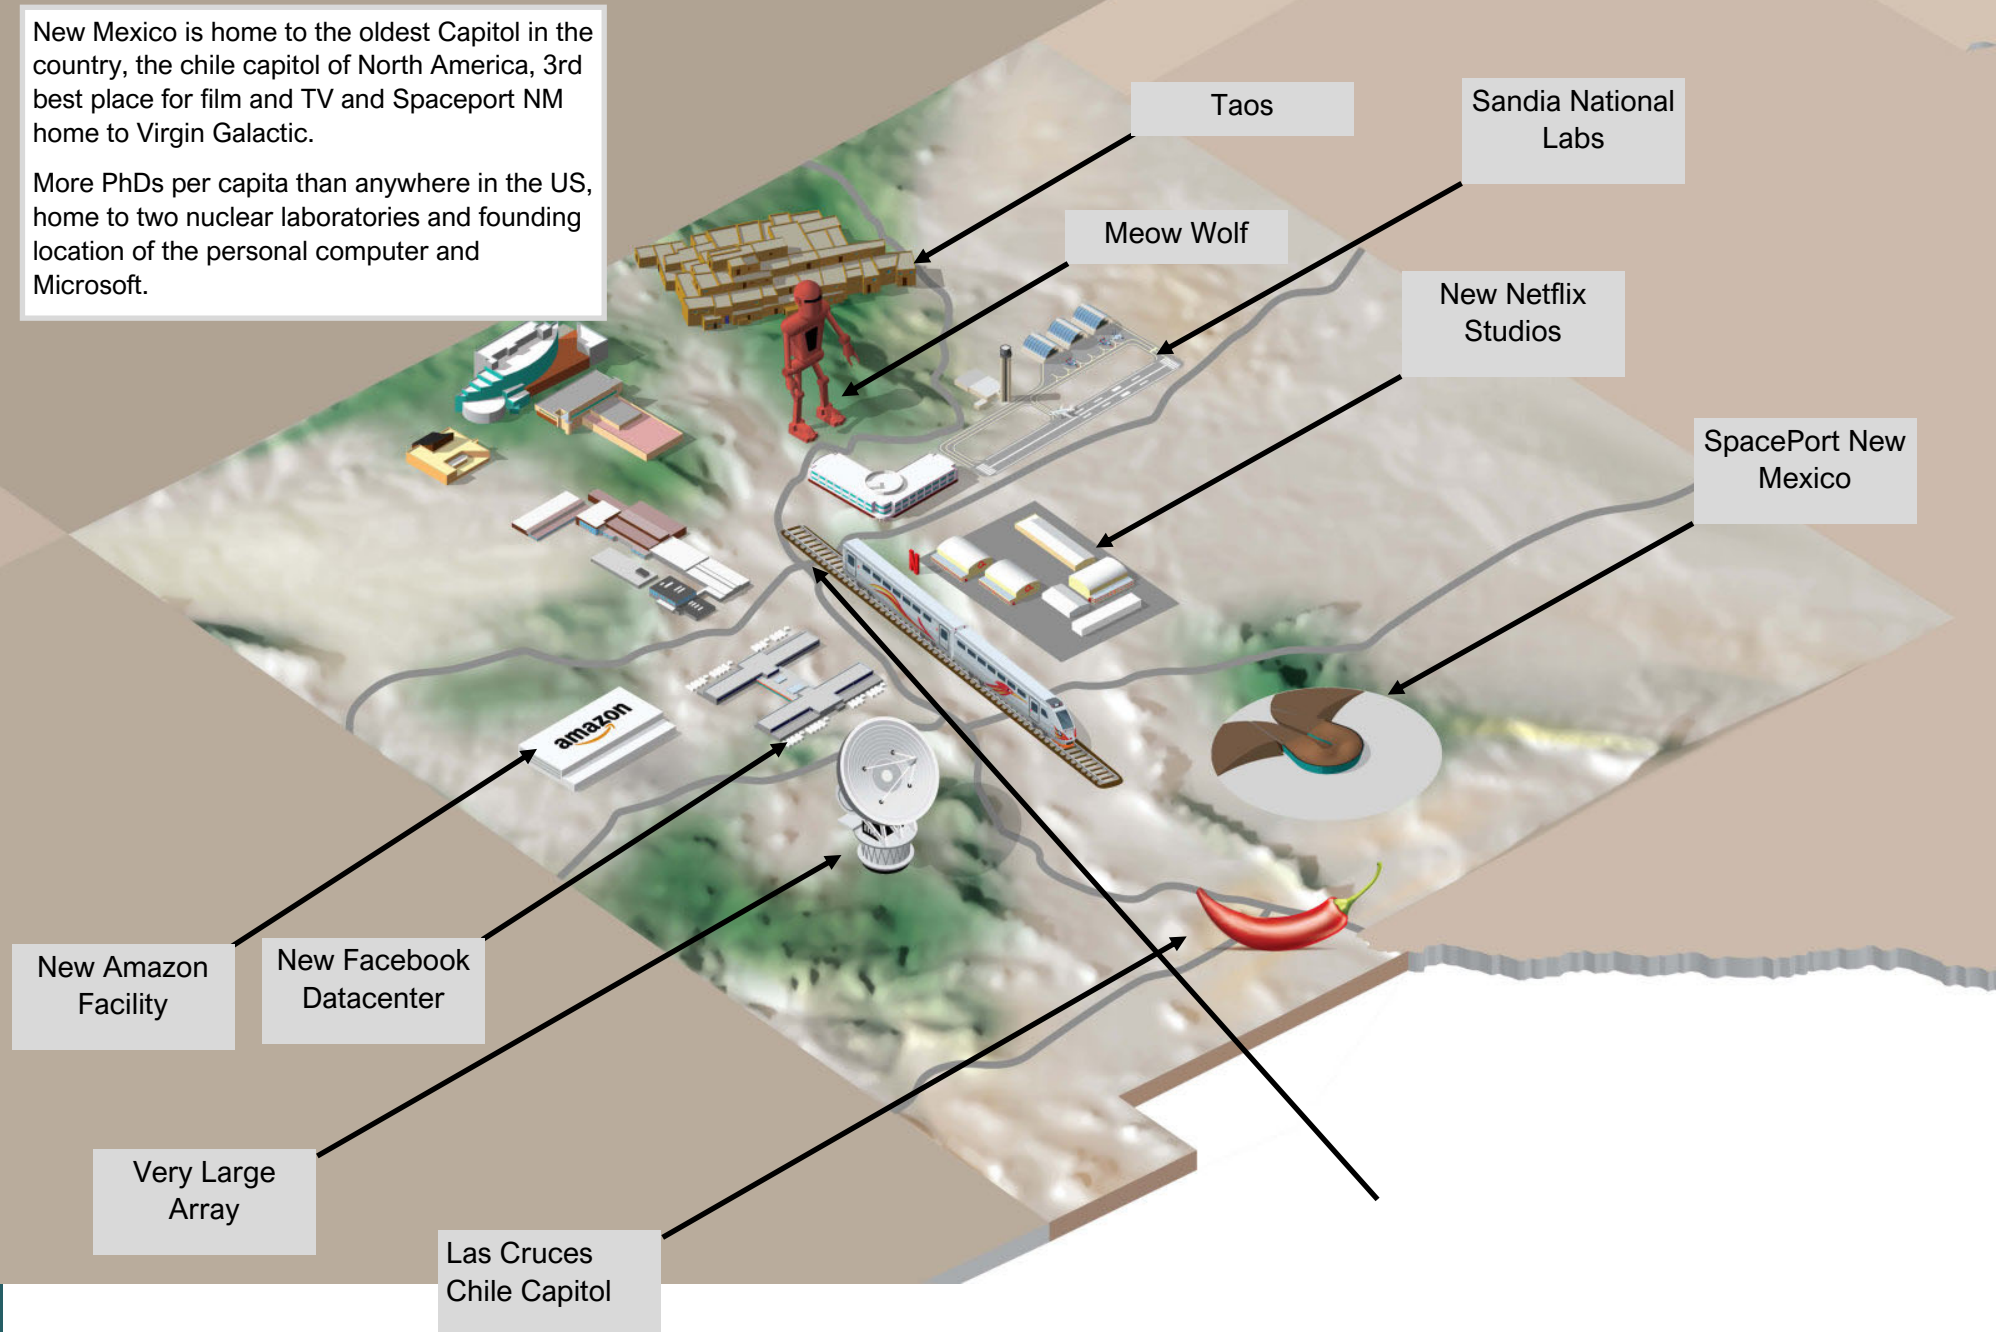 New Mexico is home to the oldest Capitol in the
country, the chile capitol of North America, 3rd
best place for film and TV and Spaceport NM
home to Virgin Galactic.
More PhDs per capita than anywhere in the US,
home to two nuclear laboratories and founding
location of the personal computer and
Microsoft.
Taos
Sandia National
Labs
Meow Wolf
New Netflix
Studios
SpacePort New
Mexico
amazon
New Amazon
Facility
New Facebook
Datacenter
Very Large
Array
Las Cruces
Chile Capitol